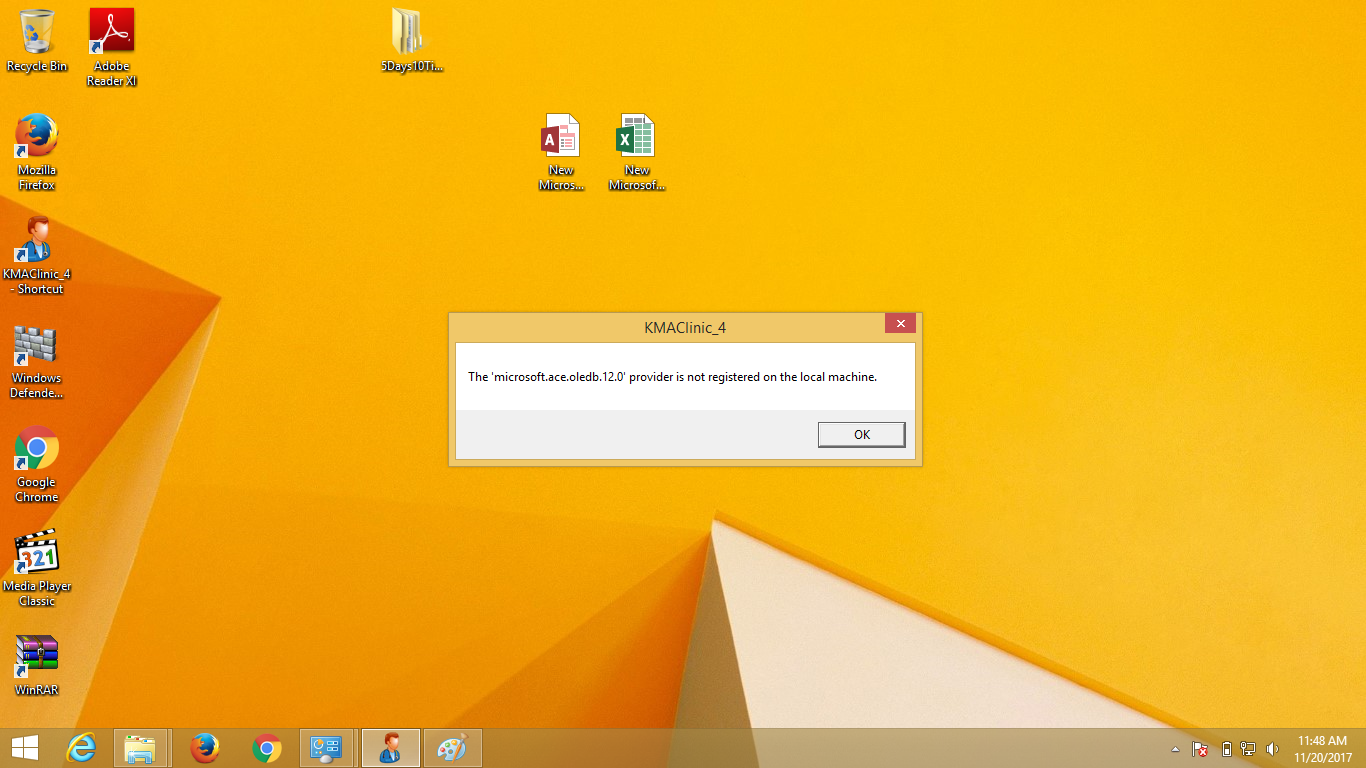 Recycle Bin
Adobe
Reader XI
5Days10Ti...
Mozilla
Firefox
A
New
Micros...
X
New
Microsof...
KMAClinic_4
- Shortcut
Windows
Defende...
Google
Chrome
321
Media Player
Classic
WinRAR
KMAClinic_4
The 'microsoft.ace.oledb.12.0' provider is not registered on the local machine.
OK
11:48 AM
11/20/2017